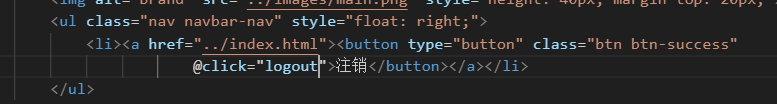 <img alt="Brand" src="../images/main.png" style="height: 40px; margin-top: 20px;
<ul class="nav navbar-nav" style="float: right;">
<li><a href="../index.html"><button type="button" class="btn btn-success"
@click="logout">注销</button></a></li>
</ul>